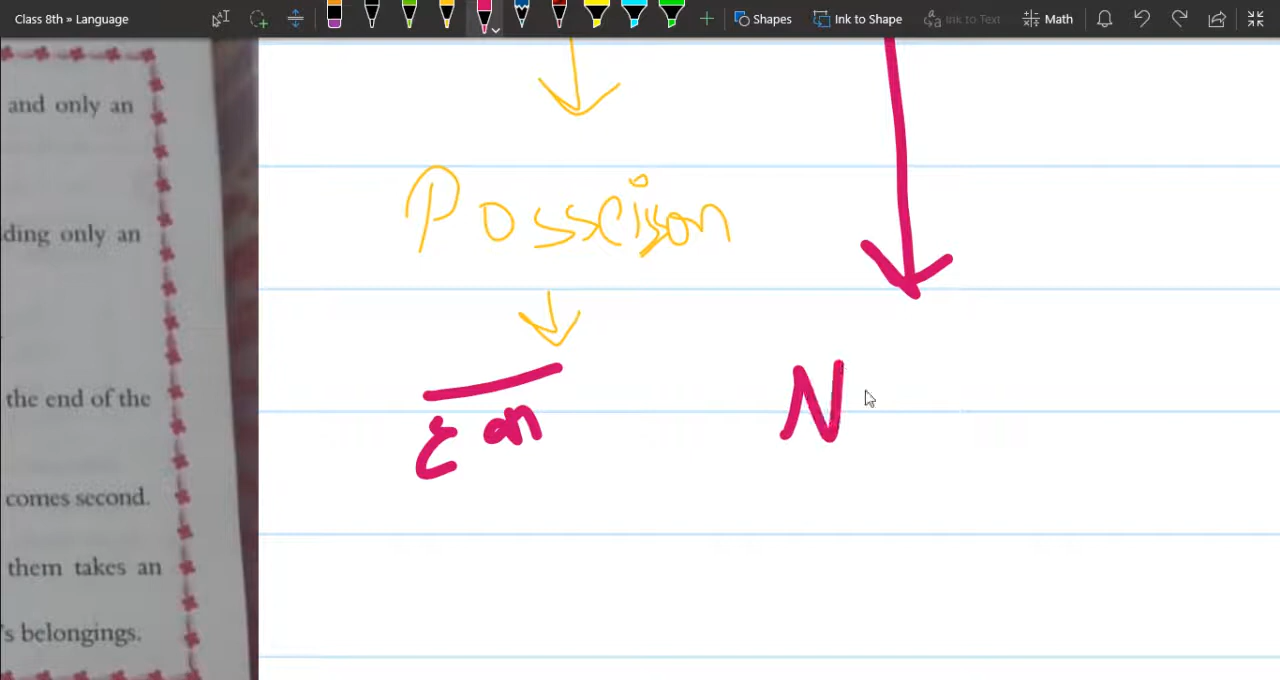 Class 8th » Language
Shapes
Ink to Shape
Ink to Text
Math
and only an
ding only an
the end of the
comes second.
them takes an
's belongings.
Posseison
N